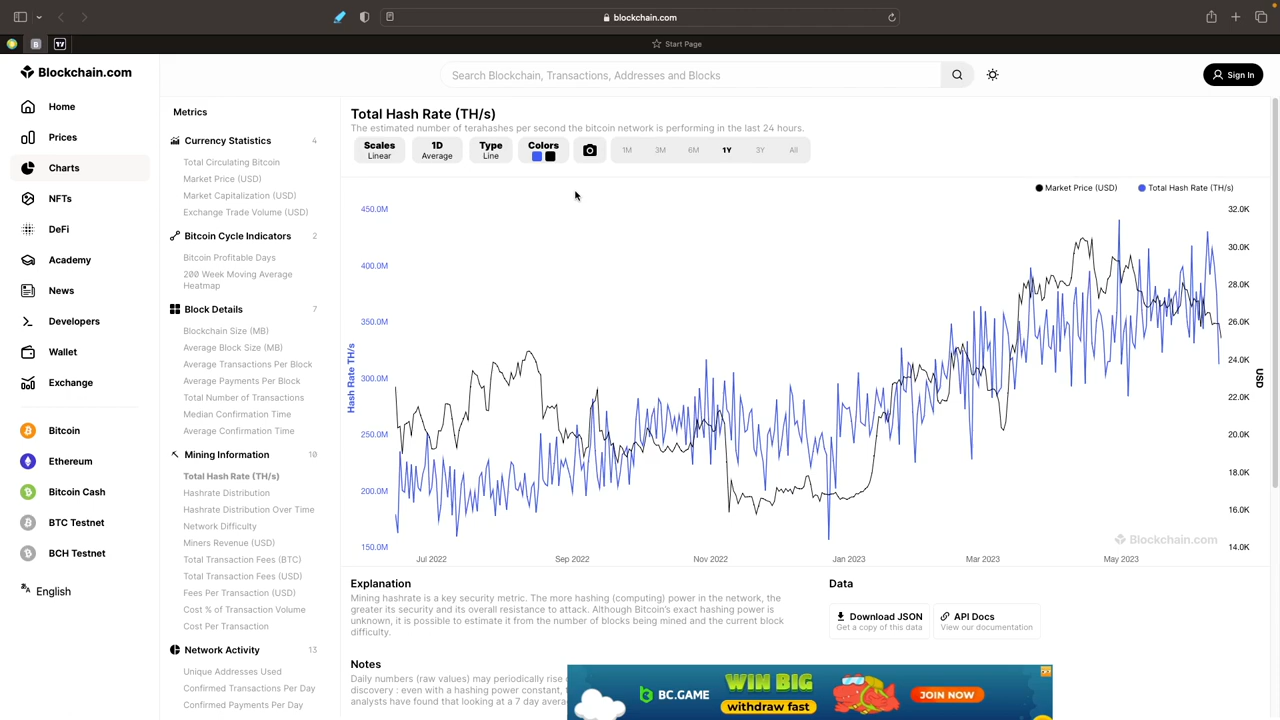 blockchain.com
Start Page
Blockchain.com
Search Blockchain, Transactions, Addresses and Blocks
Sign In
Home
Prices
Charts
NFTs
DeFi
Academy
News
Developers
Wallet
Exchange
Bitcoin
Ethereum
Bitcoin Cash
BTC Testnet
BCH Testnet
English
Metrics
Currency Statistics 4
Total Circulating Bitcoin
Market Price (USD)
Market Capitalization (USD)
Exchange Trade Volume (USD)
Bitcoin Cycle Indicators 2
Bitcoin Profitable Days
200 Week Moving Average
Heatmap
Block Details 7
Blockchain Size (MB)
Average Block Size (MB)
Average Transactions Per Block
Average Payments Per Block
Total Number of Transactions
Median Confirmation Time
Average Confirmation Time
Mining Information 10
Total Hash Rate (TH/s)
Hashrate Distribution
Hashrate Distribution Over Time
Network Difficulty
Miners Revenue (USD)
Total Transaction Fees (BTC)
Total Transaction Fees (USD)
Fees Per Transaction (USD)
Cost % of Transaction Volume
Cost Per Transaction
Network Activity 13
Unique Addresses Used
Confirmed Transactions Per Day
Confirmed Payments Per Day
Total Hash Rate (TH/s)
The estimated number of terahashes per second the bitcoin network is performing in the last 24 hours.
Scales 1D Type Colors
Linear Average Line
1M 3M 6M 1Y 3Y All
Market Price (USD) Total Hash Rate (TH/s)
450.0M
400.0M
350.0M
300.0M
250.0M
200.0M
150.0M
Hash Rate TH/s
32.0K
30.0K
28.0K
26.0K
24.0K
22.0K
20.0K
18.0K
16.0K
14.0K
USD
Blockchain.com
Jul 2022 Sep 2022 Nov 2022 Jan 2023 Mar 2023 May 2023
Explanation
Mining hashrate is a key security metric. The more hashing (computing) power in the network, the
greater its security and its overall resistance to attack. Although Bitcoin's exact hashing power is
unknown, it is possible to estimate it from the number of blocks being mined and the current block
difficulty.
Notes
Daily numbers (raw values) may periodically rise
discovery : even with a hashing power constant,
analysts have found that looking at a 7 day
Data
Download JSON
Get a copy of this data
API Docs
View our documentation
BC.GAME
WIN BIG
withdraw fast
JOIN NOW